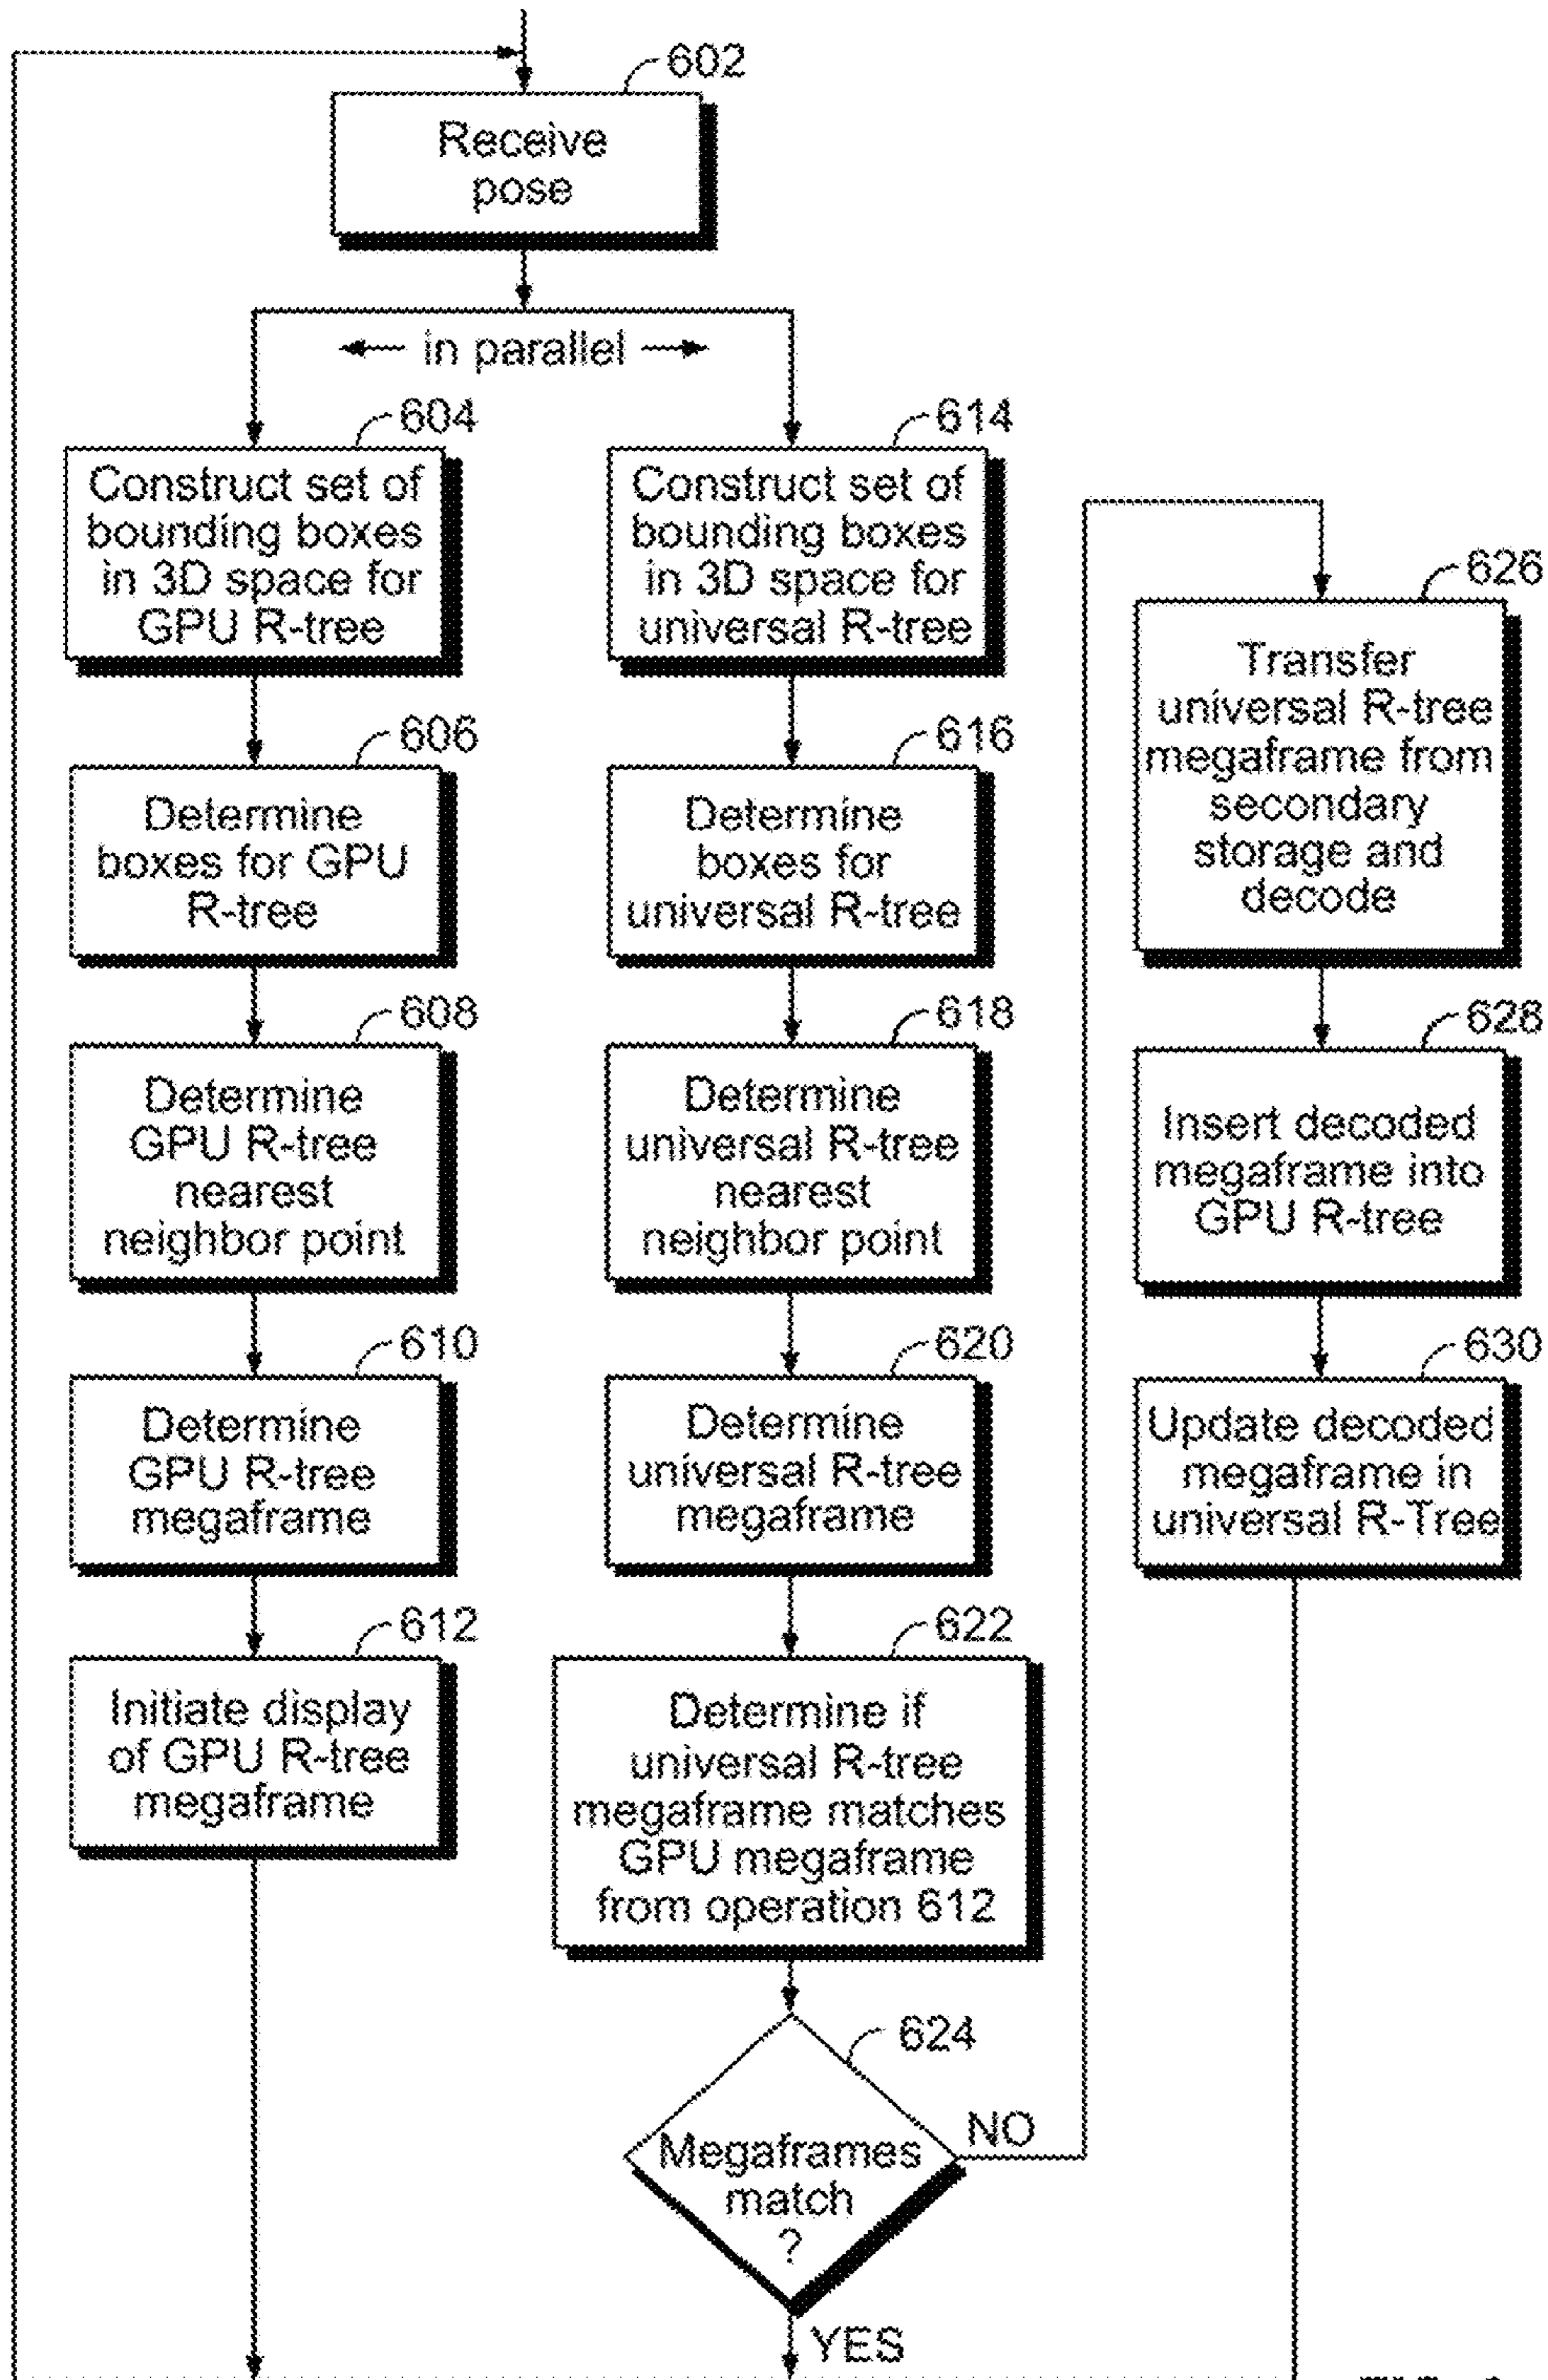 602
Receive
pose
in parallel
604
Construct set of
bounding boxes
in 3D space for
GPU R-tree
606
Determine
boxes for GPU
R-tree
608
Determine
GPU R-tree
nearest
neighbor point
610
Determine
GPU R-tree
megaframe
612
Initiate display
of GPU R-tree
megaframe
614
Construct set of
bounding boxes
in 3D space for
universal R-tree
616
Determine
boxes for
universal R-tree
618
Determine
universal R-tree
nearest
neighbor point
620
Determine
universal R-tree
megaframe
622
Determine if
universal R-tree
megaframe matches
GPU megaframe
from operation 612
624
Megaframes
match
?
NO
YES
626
Transfer
universal R-tree
megaframe from
secondary
storage and
decode
628
Insert decoded
megaframe into
GPU R-tree
630
Update decoded
megaframe in
universal R-Tree